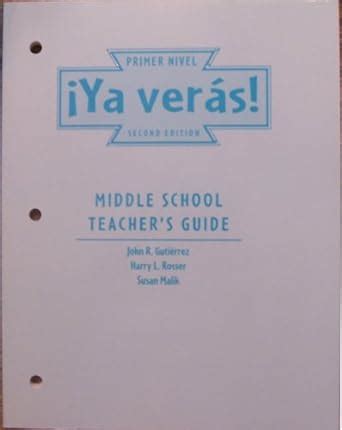 PRIMER NIVEL
¡Ya verás!
SECOND EDITION
MIDDLE SCHOOL
TEACHER'S GUIDE
John R. Gutiérrez
Harry L. Rosser
Susan Malik